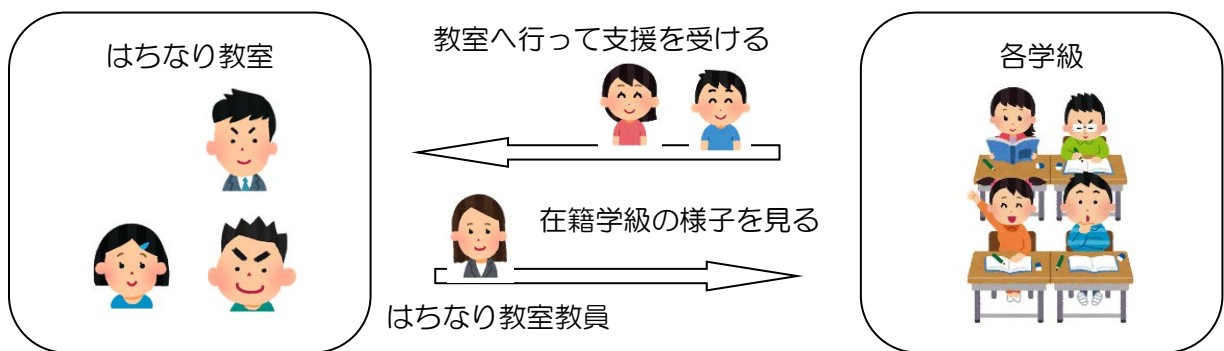 はちなり教室
教室へ行って支援を受ける
各学級
在籍学級の様子を見る
はちなり教室教員